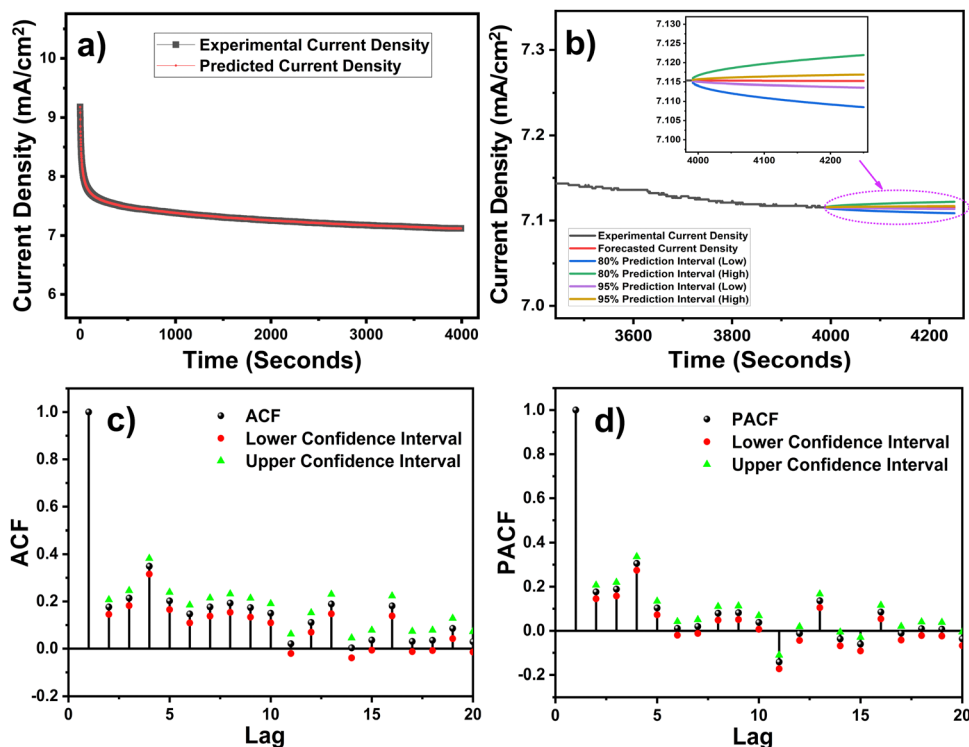 a)
Experimental Current Density
Predicted Current Density
Current Density (mA/cm²)
10
9
8
7
6
0
1000
2000
3000
4000
Time (Seconds)
b)
Current Density (mA/cm²)
7.3
7.2
7.1
7.0
3600
3800
4000
4200
Time (Seconds)
7.130
7.125
7.120
7.115
7.110
7.105
7.100
4000
4100
4200
Experimental Current Density
Forecasted Current Density
80% Prediction Interval (Low)
80% Prediction Interval (High)
95% Prediction Interval (Low)
95% Prediction Interval (High)
c)
ACF
Lower Confidence Interval
Upper Confidence Interval
ACF
1.0
0.8
0.6
0.4
0.2
0.0
-0.2
0
5
10
15
20
Lag
d)
PACF
Lower Confidence Interval
Upper Confidence Interval
PACF
1.0
0.8
0.6
0.4
0.2
0.0
-0.2
0
5
10
15
20
Lag